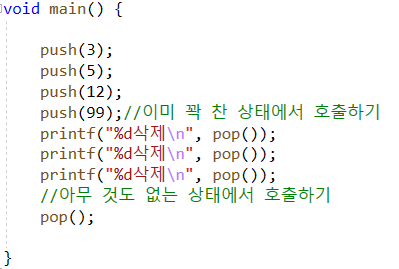 void main() {
push(3);
push(5);
push(12);
push(99);//이미 꽉 찬 상태에서 호출하기
printf("%d삭제\n", pop());
printf("%d삭제\n", pop());
printf("%d삭제\n", pop());
//아무 것도 없는 상태에서 호출하기
pop();
}